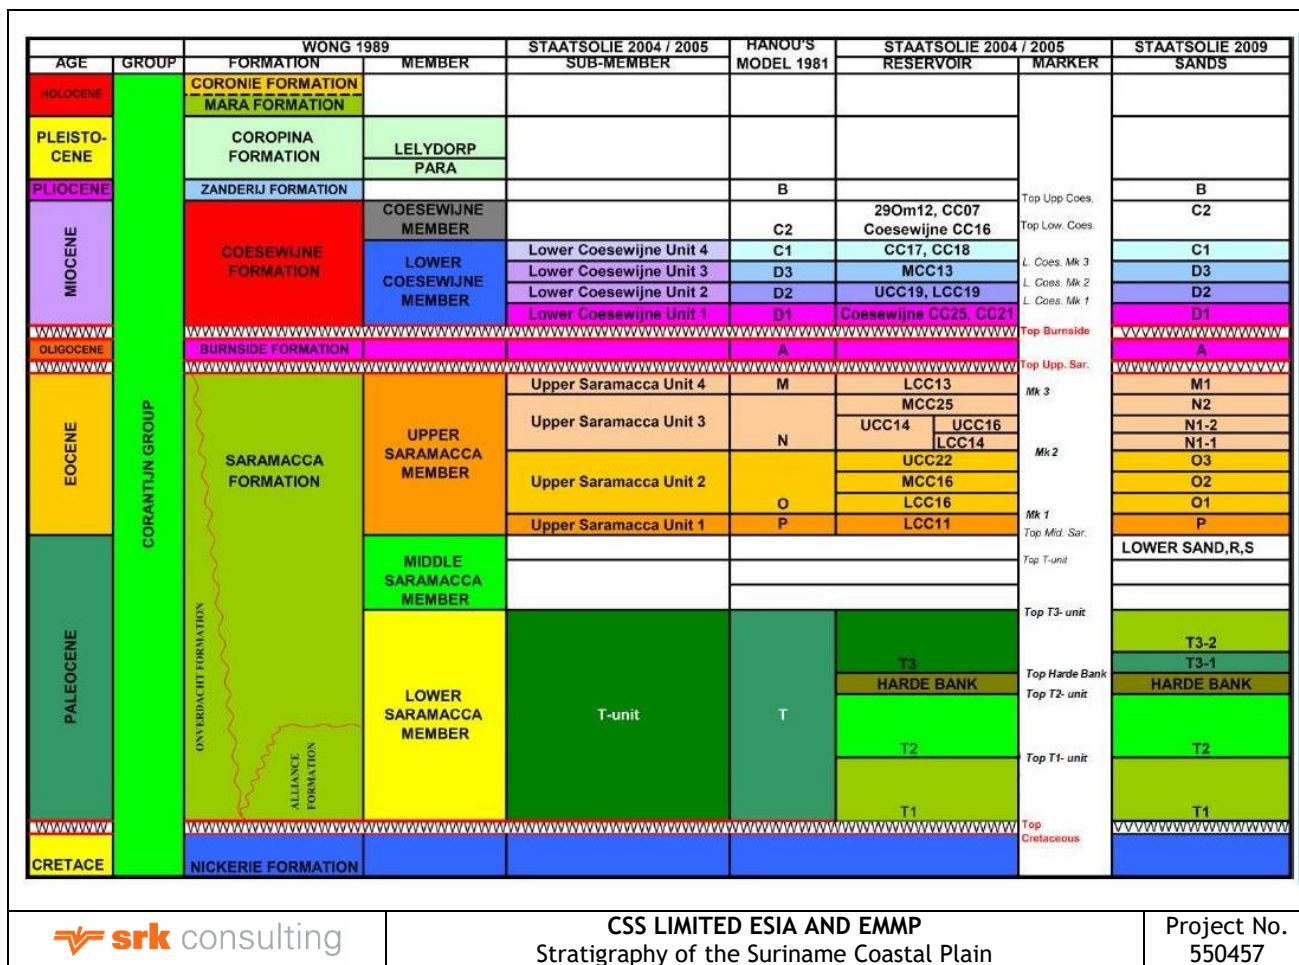 WONG 1989 STAATSOLIE 2004 / 2005 HANOU'S STAATSOLIE 2004 / 2005 STAATSOLIE 2009
AGE GROUP FORMATION MEMBER SUB-MEMBER MODEL 1981 RESERVOIR MARKER SANDS
HOLOCENE
CORONIE FORMATION
MARA FORMATION
PLEISTO-
CENE
COROPINA
FORMATION
LELYDORP
PARA
PLIOCENE ZANDERIJ FORMATION B B
Top Upp Coes.
MIOCENE
COESEWIJNE
FORMATION
COESEWIJNE
MEMBER
C2
29Om12, CC07
Coesewijne CC16
Top Low. Coes.
C2
LOWER
COESEWIJNE
MEMBER
Lower Coesewijne Unit 4 C1 CC17, CC18 C1
L. Coes. Mk 3
Lower Coesewijne Unit 3 D3 MCC13 D3
L. Coes. Mk 2
Lower Coesewijne Unit 2 D2 UCC19, LCC19 D2
L. Coes. Mk 1
Lower Coesewijne Unit 1 D1 Coesewijne CC25, CC21 D1
Top Burnside
OLIGOCENE BURNSIDE FORMATION A A
Top Upp. Sar.
EOCENE
CORANTIJN GROUP
SARAMACCA
FORMATION
UPPER
SARAMACCA
MEMBER
Upper Saramacca Unit 4 M LCC13 M1
Mk 3
Upper Saramacca Unit 3 N
MCC25 N2
UCC14 UCC16 N1-2
LCC14 N1-1
Mk 2
Upper Saramacca Unit 2 O
UCC22 O3
MCC16 O2
LCC16 O1
Mk 1
Upper Saramacca Unit 1 P LCC11 P
Top Mid. Sar.
PALEOCENE
MIDDLE
SARAMACCA
MEMBER
LOWER SAND,R,S
Top T-unit
Top T3- unit
ONVERDACHT FORMATION
ALLIANCE
FORMATION
LOWER
SARAMACCA
MEMBER
T-unit T
T3
T3-2
T3-1
Top Harde Bank
HARDE BANK HARDE BANK
Top T2- unit
T2 T2
Top T1- unit
T1 T1
Top
Cretaceous
CRETACE NICKERIE FORMATION
srk consulting
CSS LIMITED ESIA AND EMMP
Stratigraphy of the Suriname Coastal Plain
Project No.
550457